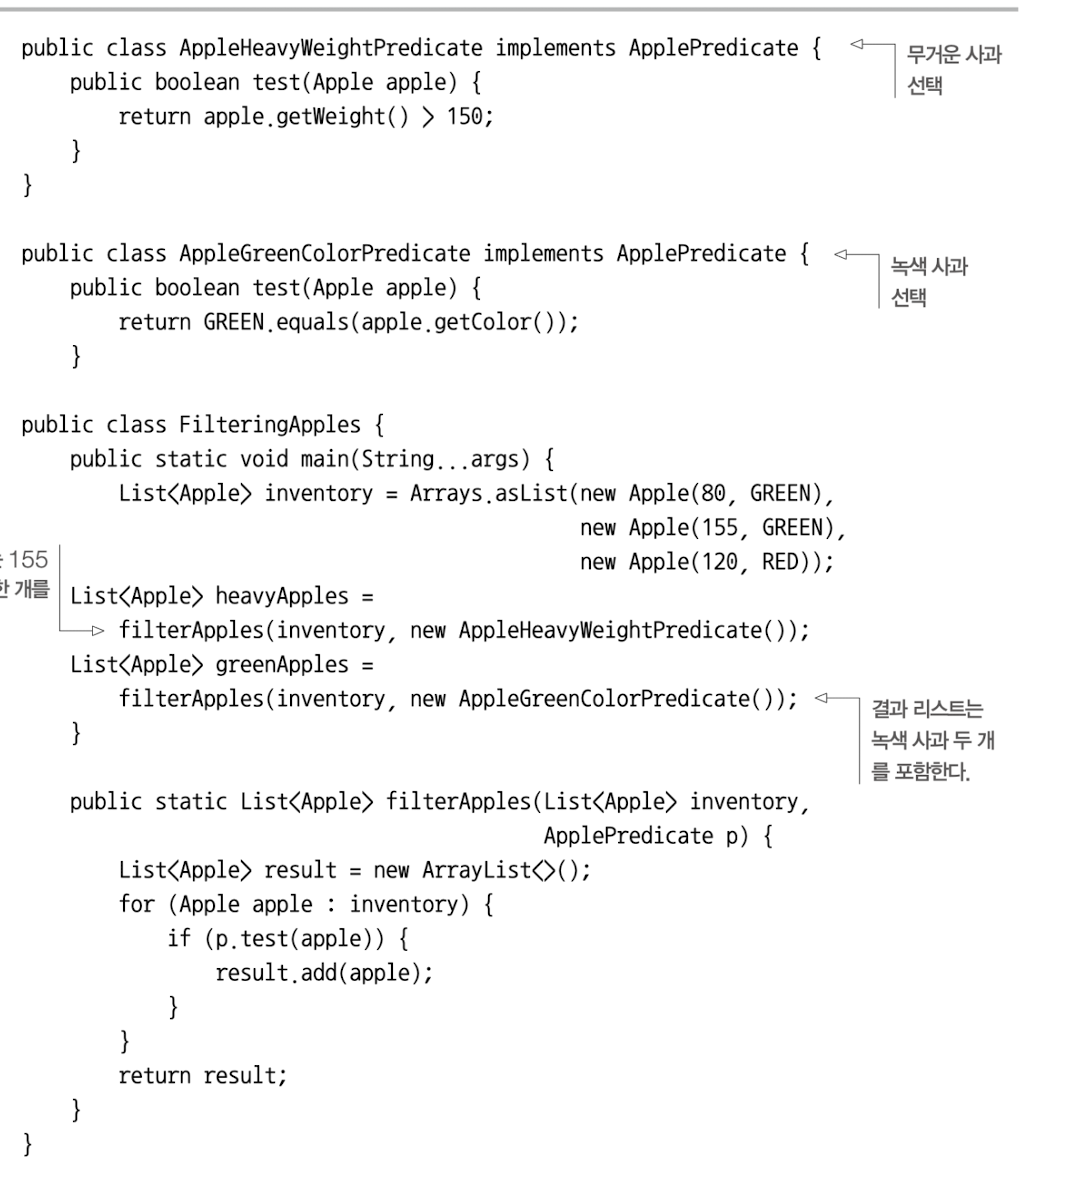 public class AppleHeavyWeightPredicate implements ApplePredicate {
무거운 사과
선택
    public boolean test(Apple apple) {
        return apple.getWeight() > 150;
    }
}
public class AppleGreenColorPredicate implements ApplePredicate {
녹색 사과
선택
    public boolean test(Apple apple) {
        return GREEN.equals(apple.getColor());
    }
public class FilteringApples {
    public static void main(String...args) {
        List<Apple> inventory = Arrays.asList(new Apple(80, GREEN),
                                              new Apple(155, GREEN),
                                              new Apple(120, RED));
155
한 개를
    List<Apple> heavyApples =
        filterApples(inventory, new AppleHeavyWeightPredicate());
    List<Apple> greenApples =
        filterApples(inventory, new AppleGreenColorPredicate());
결과 리스트는
녹색 사과 두 개
를 포함한다.
    }
    public static List<Apple> filterApples(List<Apple> inventory,
                                           ApplePredicate p) {
        List<Apple> result = new ArrayList<>();
        for (Apple apple : inventory) {
            if (p.test(apple)) {
                result.add(apple);
            }
        }
        return result;
    }
}